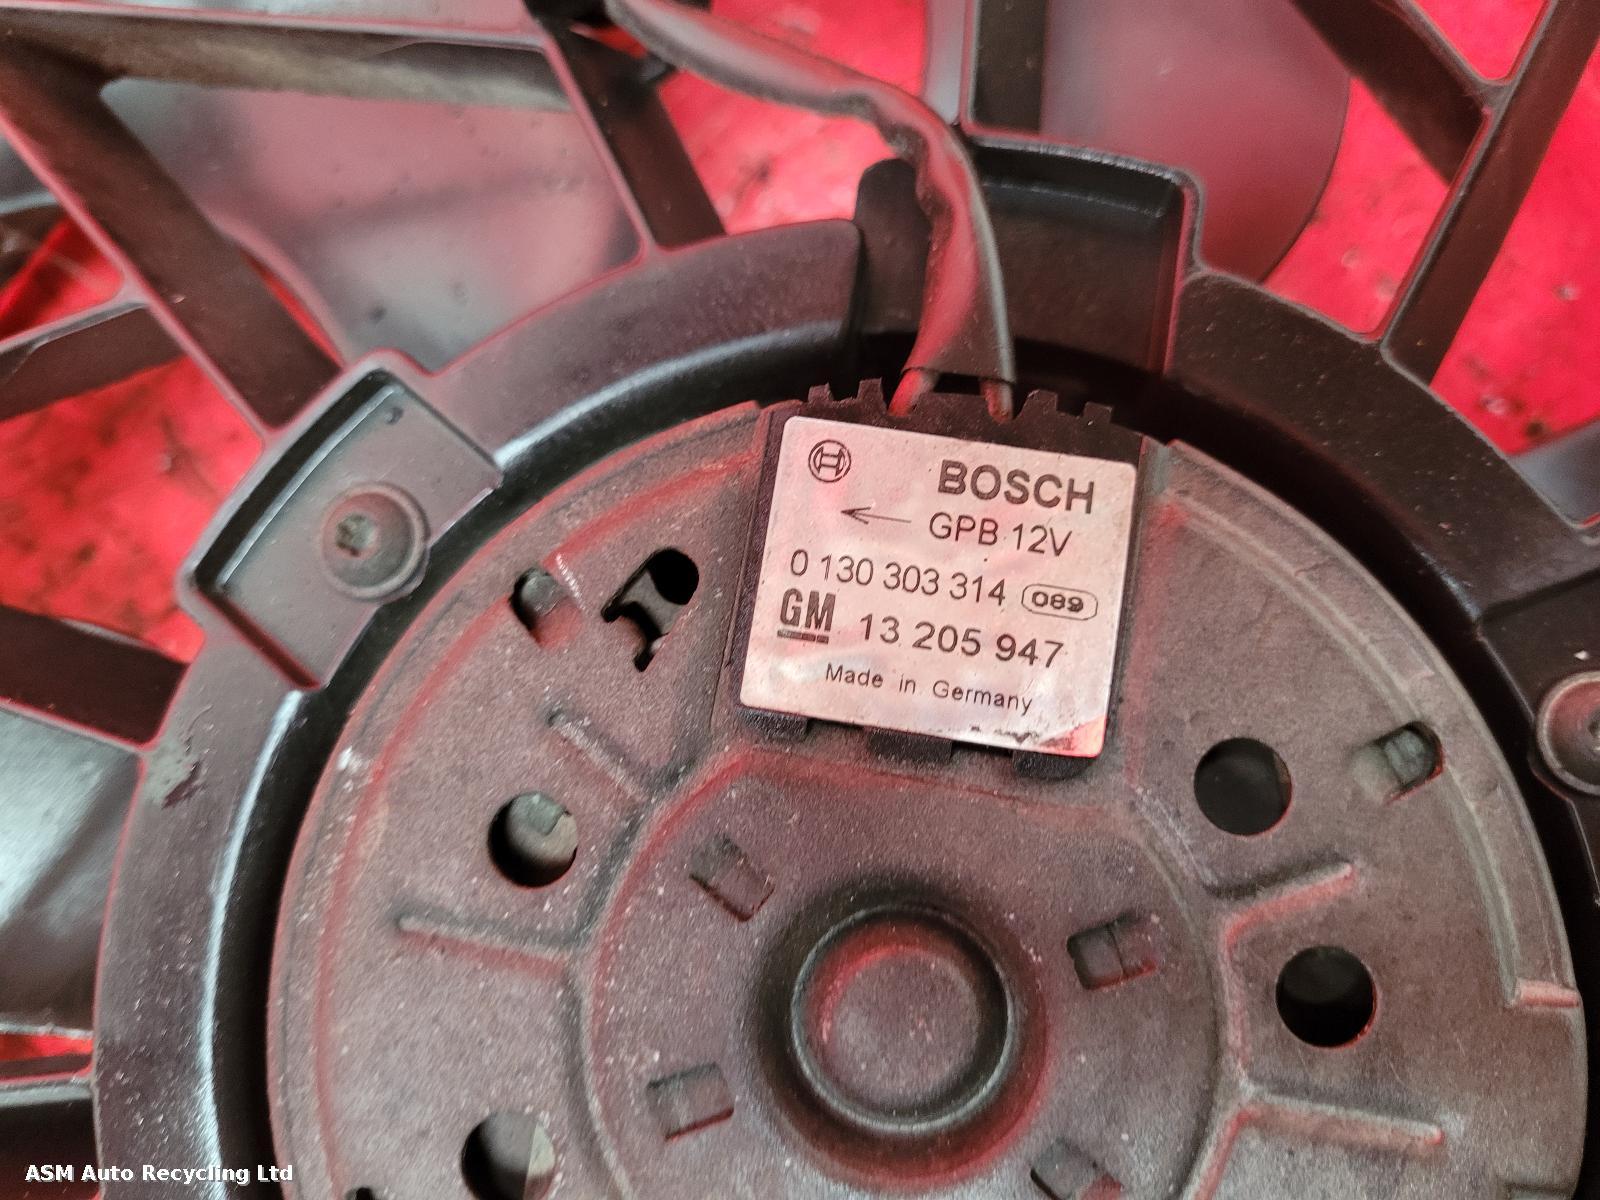 BOSCH
GPB 12V
0 130 303 314 089
GM 13 205 947
Made in Germany
ASM Auto Recycling Ltd